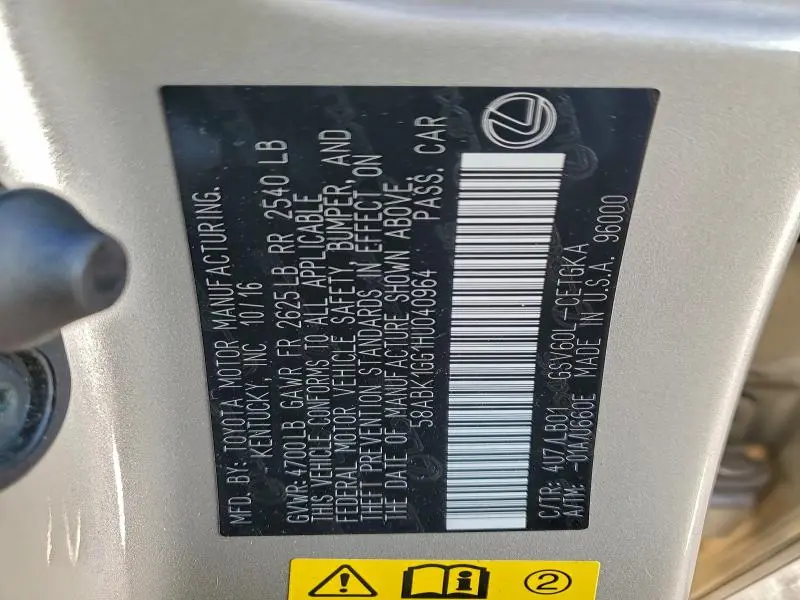 MFD. BY: TOYOTA MOTOR MANUFACTURING.
KENTUCKY, INC 10/16
GVWR: 4700LB GAWR FR 2625LB RR 2540 LB
THIS VEHICLE CONFORMS TO ALL APPLICABLE
FEDERAL MOTOR VEHICLE SAFETY, BUMPER, AND
THEFT PREVENTION STANDARDS IN EFFECT ON
THE DATE OF MANUFACTURE SHOWN ABOVE.
58ABK1GG1HU040964 PASS. CAR
C/TR: 4U7/LB01 GSV60L-CETGKA
A/TM: -01A/U660E MADE IN U.S.A. 96000
2